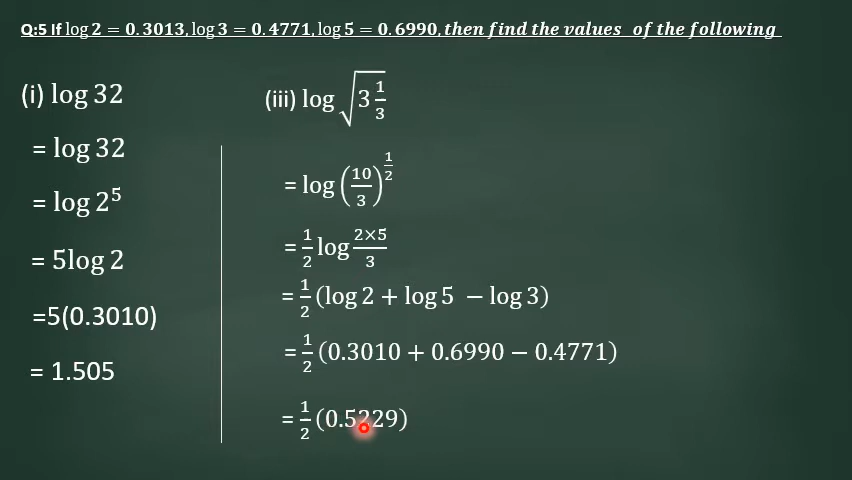 Q:5 If log 2 = 0.3013, log 3 = 0.4771, log 5 = 0.6990, then find the values of the following
(i) log 32
= log 32
= log 2⁵
= 5log 2
=5(0.3010)
= 1.505
(iii) log √(3 1/3)
= log (10/3)^(1/2)
= 1/2 log (2×5)/3
= 1/2 (log 2 + log 5 − log 3)
= 1/2 (0.3010 + 0.6990 − 0.4771)
= 1/2 (0.5229)